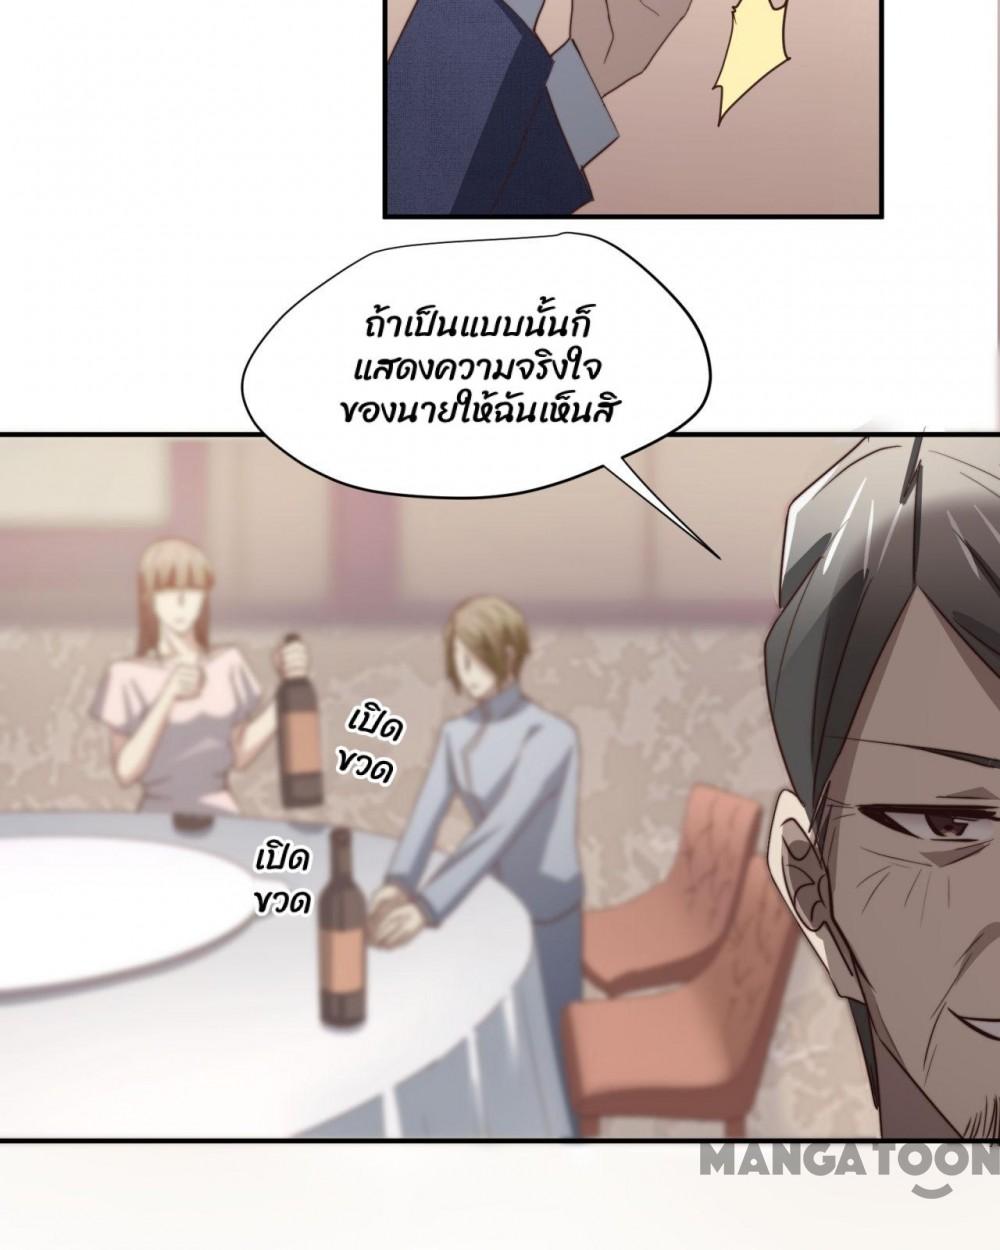 ถ้าเป็นแบบนั้นก็
แสดงความจริงใจ
ของนายให้ฉันเห็นสิ
เปิด
ขวด
เปิด
ขวด
MANGATOON